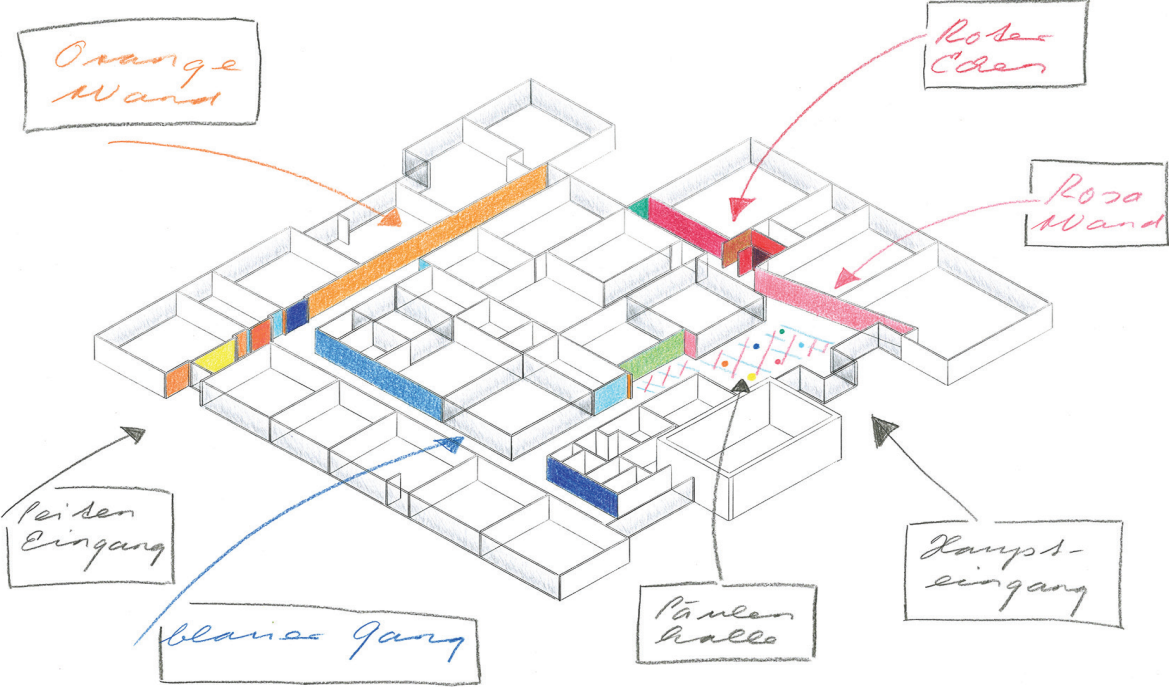 Orange
Wand
Roter
Rosa
Wand
Seiten
Eingang
blauer Gang
Säulen
halle
Haupt-
eingang